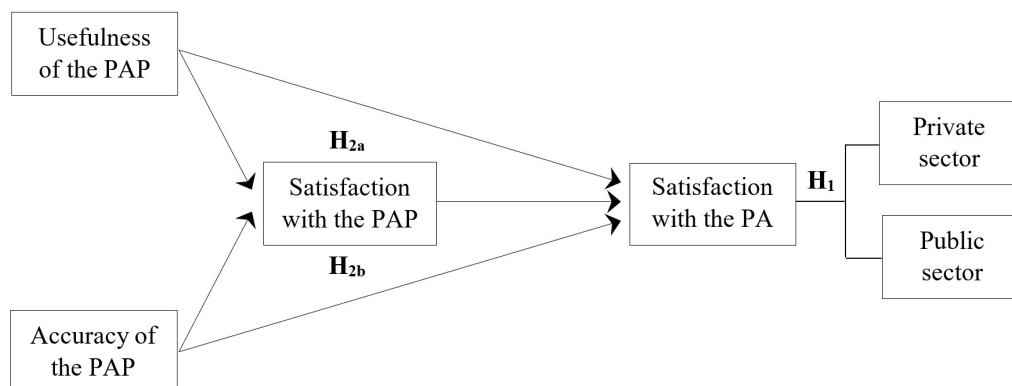 Usefulness
of the PAP
H2a
Satisfaction
with the PAP
H2b
Accuracy of
the PAP
Satisfaction
with the PA
H1
Private
sector
Public
sector